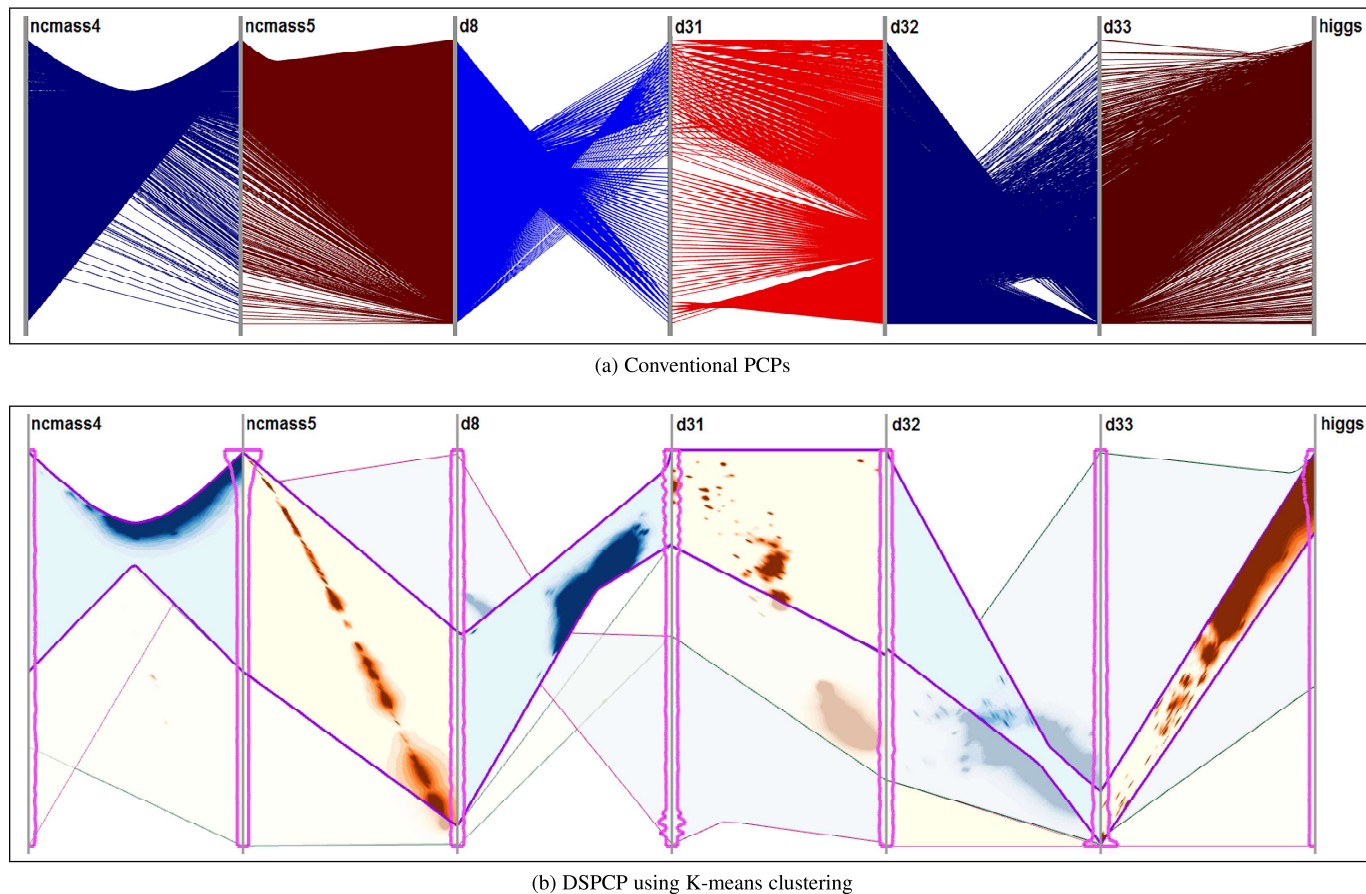 ncmass4 ncmass5 d8 d31 d32 d33 higgs
(a) Conventional PCPs
ncmass4 ncmass5 d8 d31 d32 d33 higgs
(b) DSPCP using K-means clustering